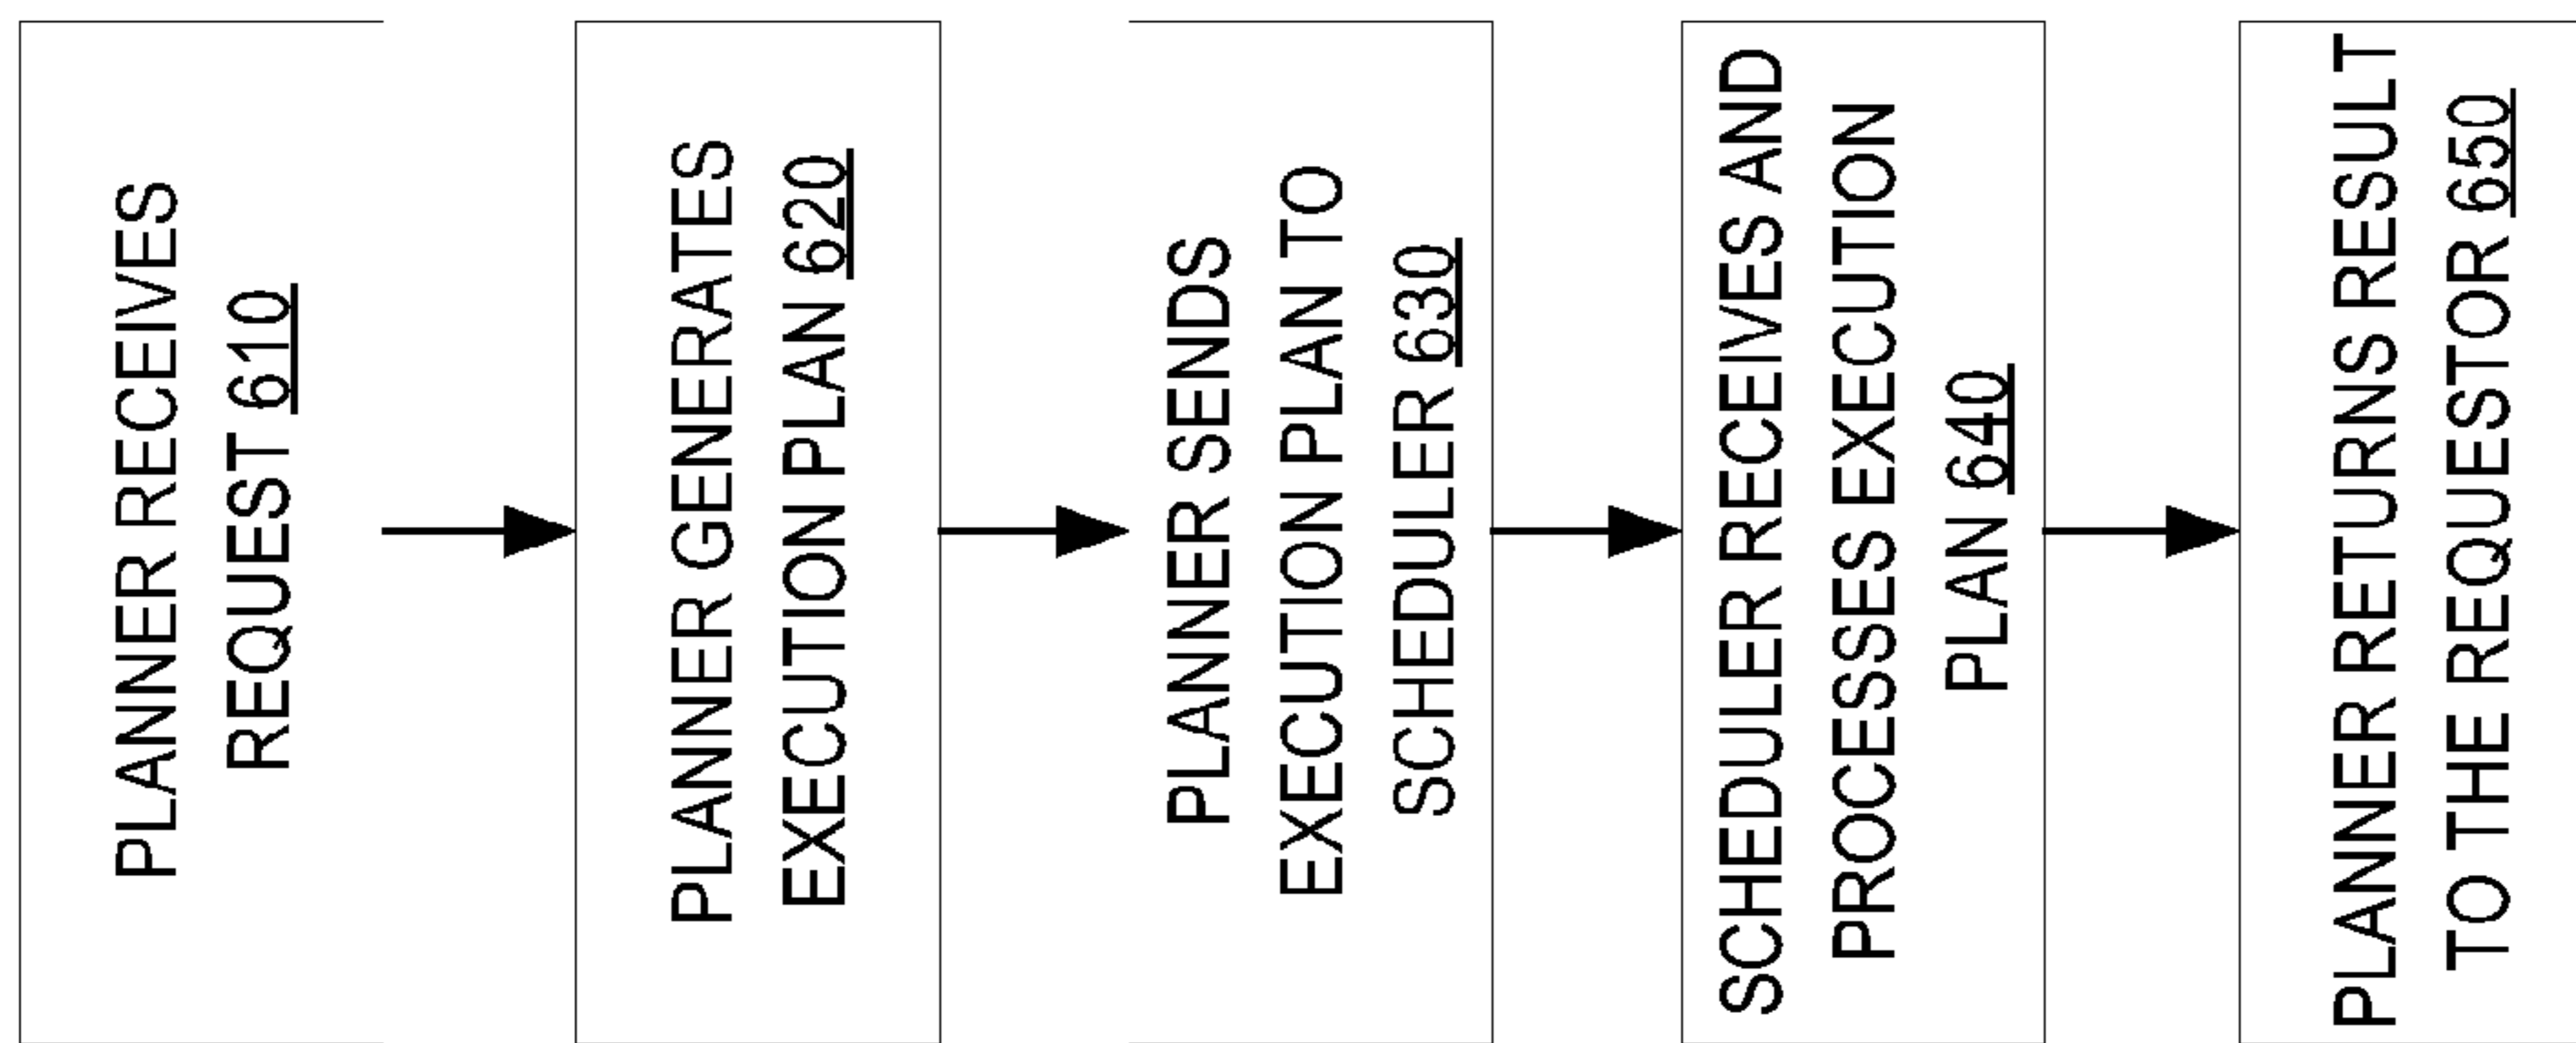 PLANNER RECEIVES
REQUEST 610
PLANNER GENERATES
EXECUTION PLAN 620
PLANNER SENDS
EXECUTION PLAN TO
SCHEDULER 630
SCHEDULER RECEIVES AND
PROCESSES EXECUTION
PLAN 640
PLANNER RETURNS RESULT
TO THE REQUESTOR 650